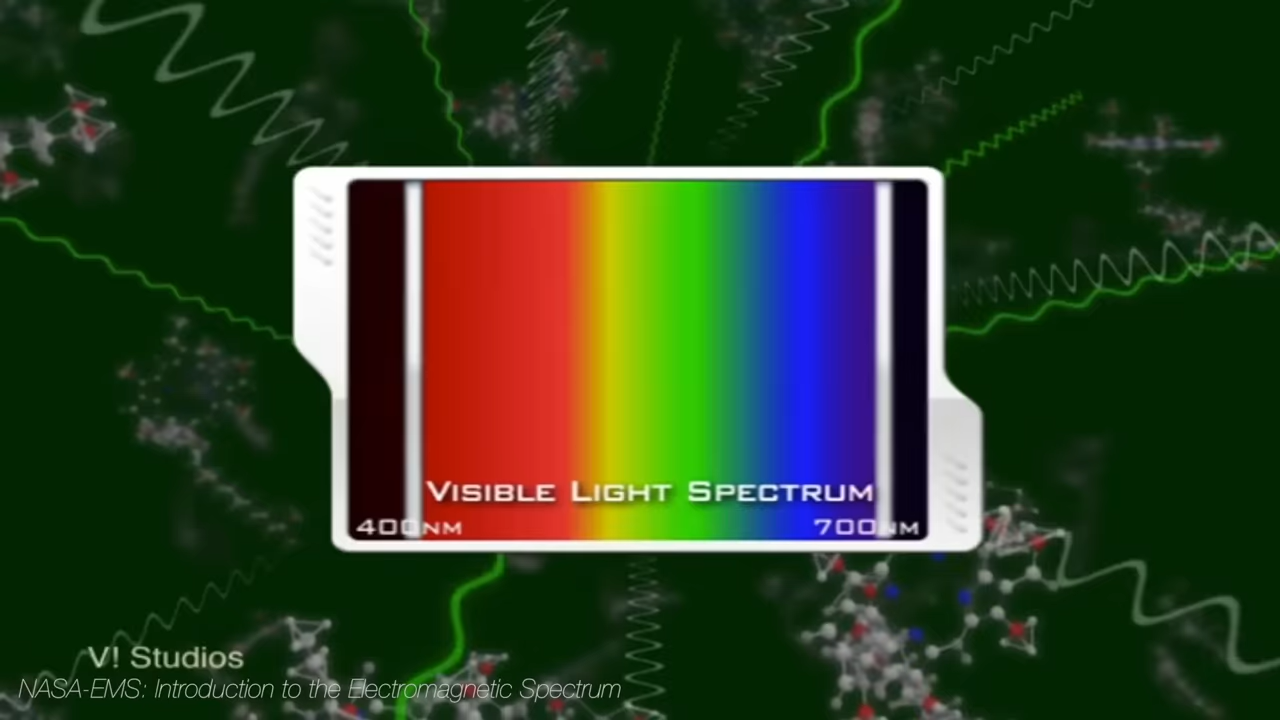 Visible Light Spectrum
400nm 700nm
V! Studios
NASA-EMS: Introduction to the Electromagnetic Spectrum